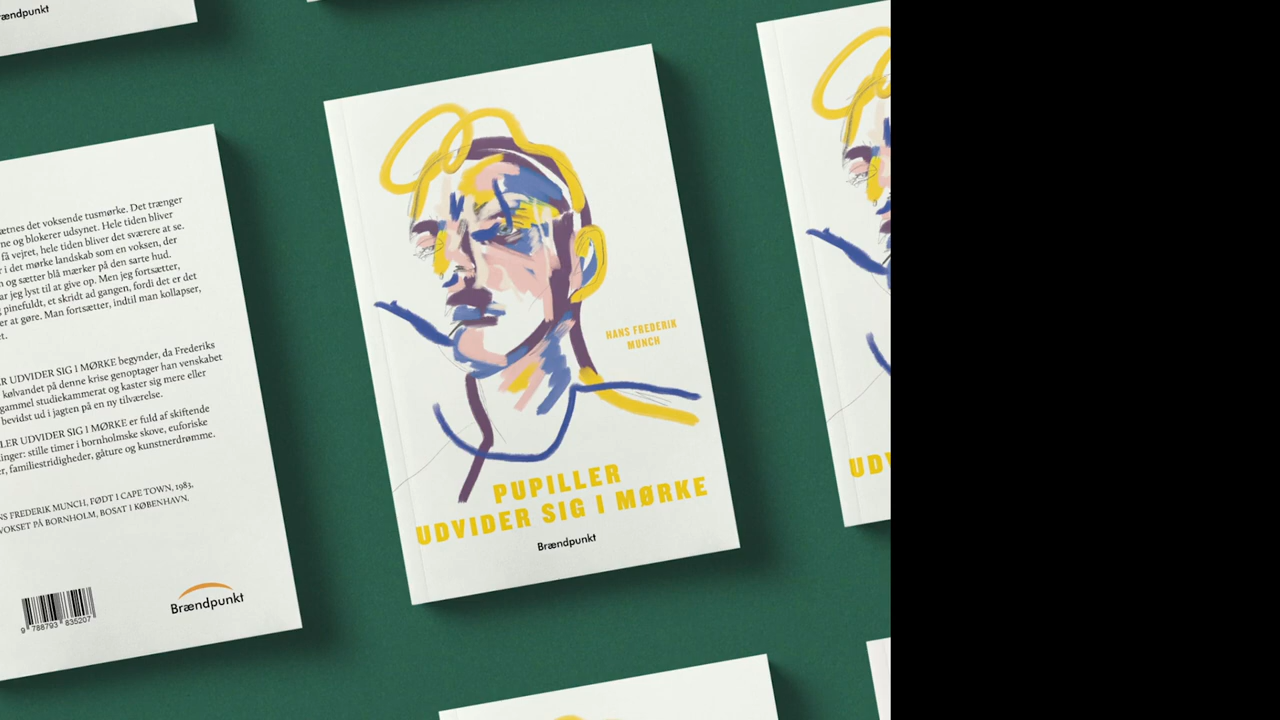 Brændpunkt
ætnes det voksende tusmørke. Det trænger
ne og blokerer udsynet. Hele tiden bliver
få vejret, hele tiden bliver det sværere at se.
r i det mørke landskab som en voksen, der
n og sætter blå mærker på den sarte hud.
ar jeg lyst til at give op. Men jeg fortsætter,
g pinefuldt, et skridt ad gangen, fordi det er det
er at gøre. Man fortsætter, indtil man kollapser,
et.
ER UDVIDER SIG I MØRKE begynder, da Frederiks
kølvandet på denne krise genoptager han venskabet
gammel studiekammerat og kaster sig mere eller
bevidst ud i jagten på en ny tilværelse.
LER UDVIDER SIG I MØRKE er fuld af skiftende
linger: stille timer i bornholmske skove, euforiske
er, familiestridigheder, gåture og kunstnerdrømme.
NS FREDERIK MUNCH, FØDT I CAPE TOWN, 1983,
VOKSET PÅ BORNHOLM, BOSAT I KØBENHAVN.
9 788793 835207
Brændpunkt
HANS FREDERIK
MUNCH
PUPILLER
UDVIDER SIG I MØRKE
Brændpunkt
UDV